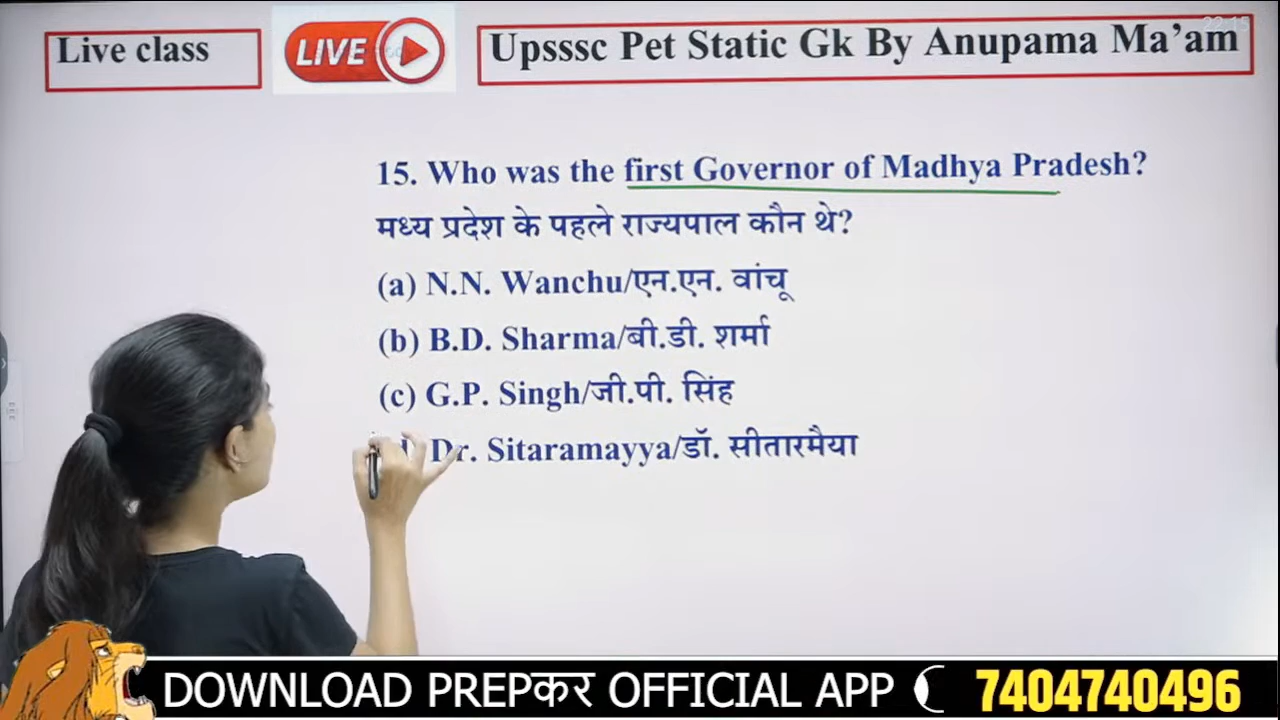 Live class
LIVE
Upsssc Pet Static Gk By Anupama Ma’am
22:15
15. Who was the first Governor of Madhya Pradesh?
मध्य प्रदेश के पहले राज्यपाल कौन थे?
(a) N.N. Wanchu/एन.एन. वांचू
(b) B.D. Sharma/बी.डी. शर्मा
(c) G.P. Singh/जी.पी. सिंह
Dr. Sitaramayya/डॉ. सीतारमैया
DOWNLOAD PREPकर OFFICIAL APP
7404740496